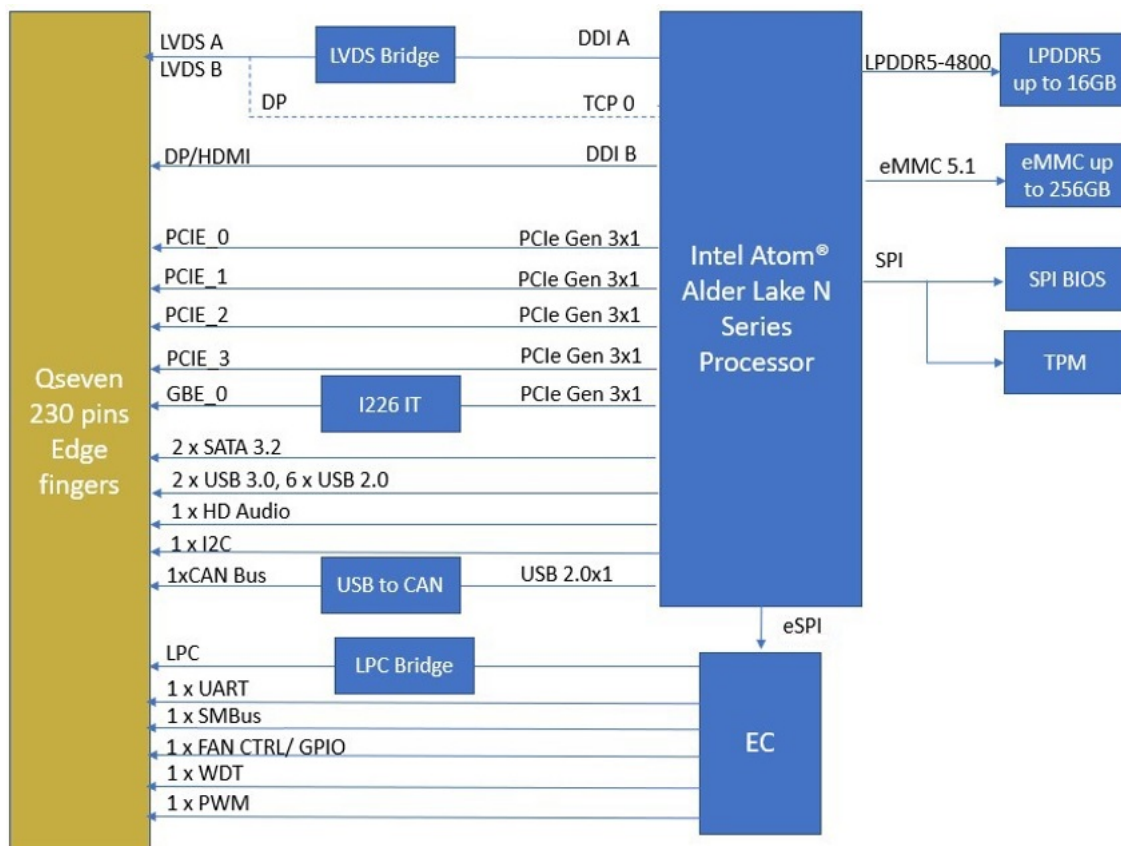 LVDS A
LVDS B
LVDS Bridge
DDI A
DP
TCP 0
DP/HDMI
DDI B
PCIE_0
PCIe Gen 3x1
PCIE_1
PCIe Gen 3x1
PCIE_2
PCIe Gen 3x1
PCIE_3
PCIe Gen 3x1
GBE_0
I226 IT
PCIe Gen 3x1
2 x SATA 3.2
2 x USB 3.0, 6 x USB 2.0
1 x HD Audio
1 x I2C
1xCAN Bus
USB to CAN
USB 2.0x1
LPC
LPC Bridge
1 x UART
1 x SMBus
1 x FAN CTRL/ GPIO
1 x WDT
1 x PWM
Qseven
230 pins
Edge
fingers
Intel Atom®
Alder Lake N
Series
Processor
eSPI
EC
LPDDR5-4800
LPDDR5
up to 16GB
eMMC 5.1
eMMC up
to 256GB
SPI
SPI BIOS
TPM